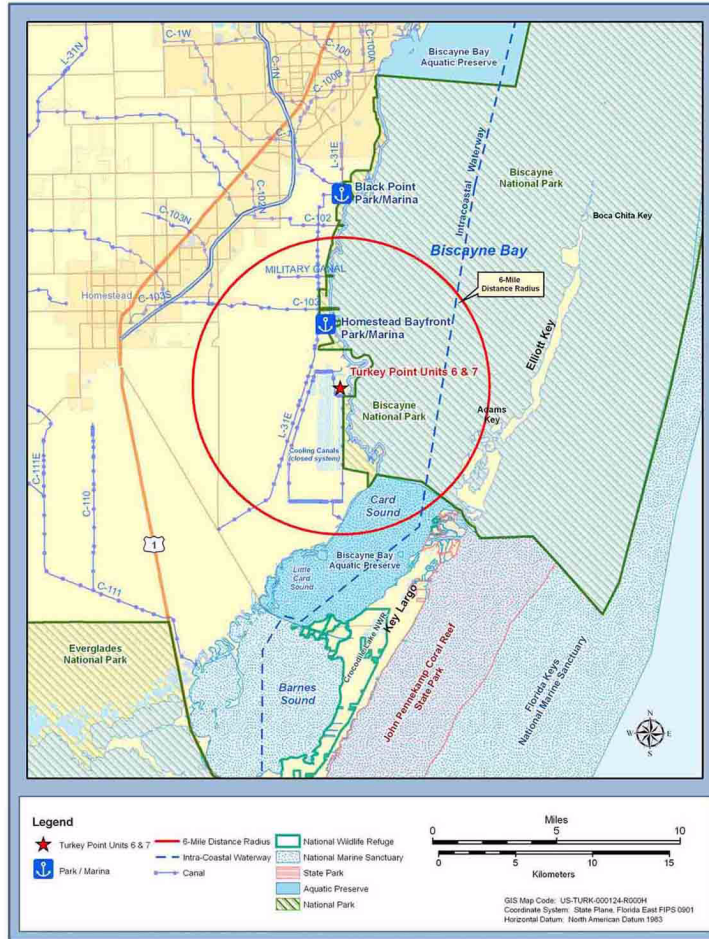 L-31N
C-1W
C-1N
C-100
C-100A
C-100B
Biscayne Bay
Aquatic Preserve
C-1
L-31E
Intracoastal Waterway
Biscayne
National Park
Black Point
Park/Marina
C-102N
C-103N
C-102
Boca Chita Key
Biscayne Bay
MILITARY CANAL
6-Mile
Distance Radius
Homestead
C-103S
C-103
Homestead Bayfront
Park/Marina
Elliott Key
Turkey Point Units 6 & 7
Biscayne
National Park
Adams
Key
L-31E
C-111E
C-110
Cooling Canals
(closed system)
Card
Sound
1
Biscayne Bay
Aquatic Preserve
Little
Card
Sound
C-111
Key Largo
Crocodile Lake NWR
Everglades
National Park
Barnes
Sound
John Pennekamp Coral Reef
State Park
Florida Keys
National Marine Sanctuary
N
W
E
S
Legend
Turkey Point Units 6 & 7
Park / Marina
6-Mile Distance Radius
Intra-Coastal Waterway
Canal
National Wildlife Refuge
National Marine Sanctuary
State Park
Aquatic Preserve
National Park
Miles
0 5 10
0 5 10 15
Kilometers
GIS Map Code: US-TURK-000124-R000H
Coordinate System: State Plane, Florida East FIPS 0901
Horizontal Datum: North American Datum 1983